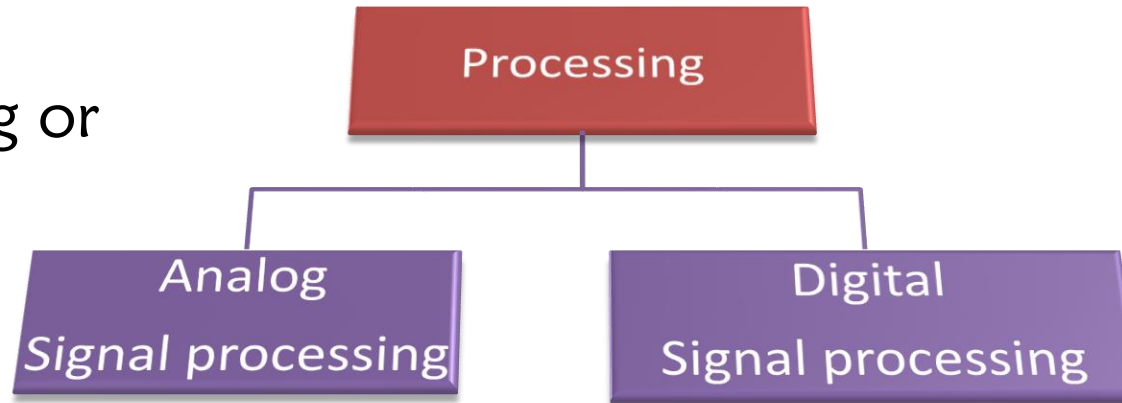 Processing
g or
Analog
Signal processing
Digital
Signal processing